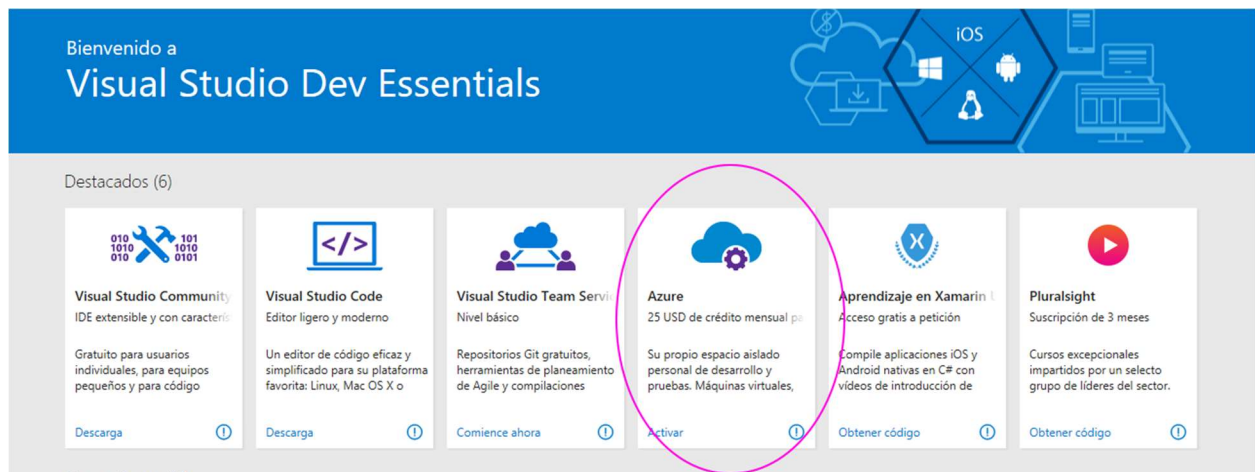 Bienvenido a
Visual Studio Dev Essentials
iOS
Destacados (6)
010 101
1010 1010
010 0101
Visual Studio Community
IDE extensible y con caracterís
Gratuito para usuarios
individuales, para equipos
pequeños y para código
Descarga
</>
Visual Studio Code
Editor ligero y moderno
Un editor de código eficaz y
simplificado para su plataforma
favorita: Linux, Mac OS X o
Descarga
Visual Studio Team Servic
Nivel básico
Repositorios Git gratuitos,
herramientas de planeamiento
de Agile y compilaciones
Comience ahora
Azure
25 USD de crédito mensual pa
Su propio espacio aislado
personal de desarrollo y
pruebas. Máquinas virtuales,
Activar
X
Aprendizaje en Xamarin U
Acceso gratis a petición
Compile aplicaciones iOS y
Android nativas en C# con
vídeos de introducción de
Obtener código
Pluralsight
Suscripción de 3 meses
Cursos excepcionales
impartidos por un selecto
grupo de líderes del sector.
Obtener código